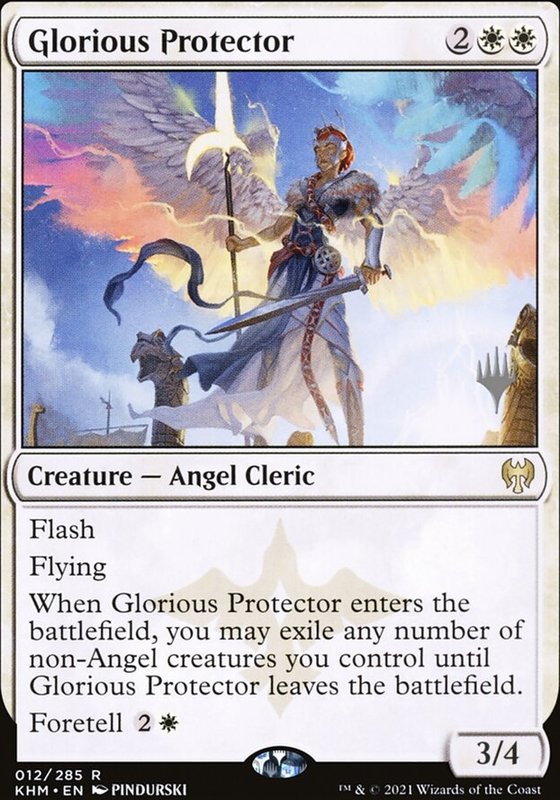 Glorious Protector 2
Creature — Angel Cleric
Flash
Flying
When Glorious Protector enters the
battlefield, you may exile any number of
non-Angel creatures you control until
Glorious Protector leaves the battlefield.
Foretell 2
3/4
012/285 R
KHM • EN PINDURSKI
™ & © 2021 Wizards of the Coast